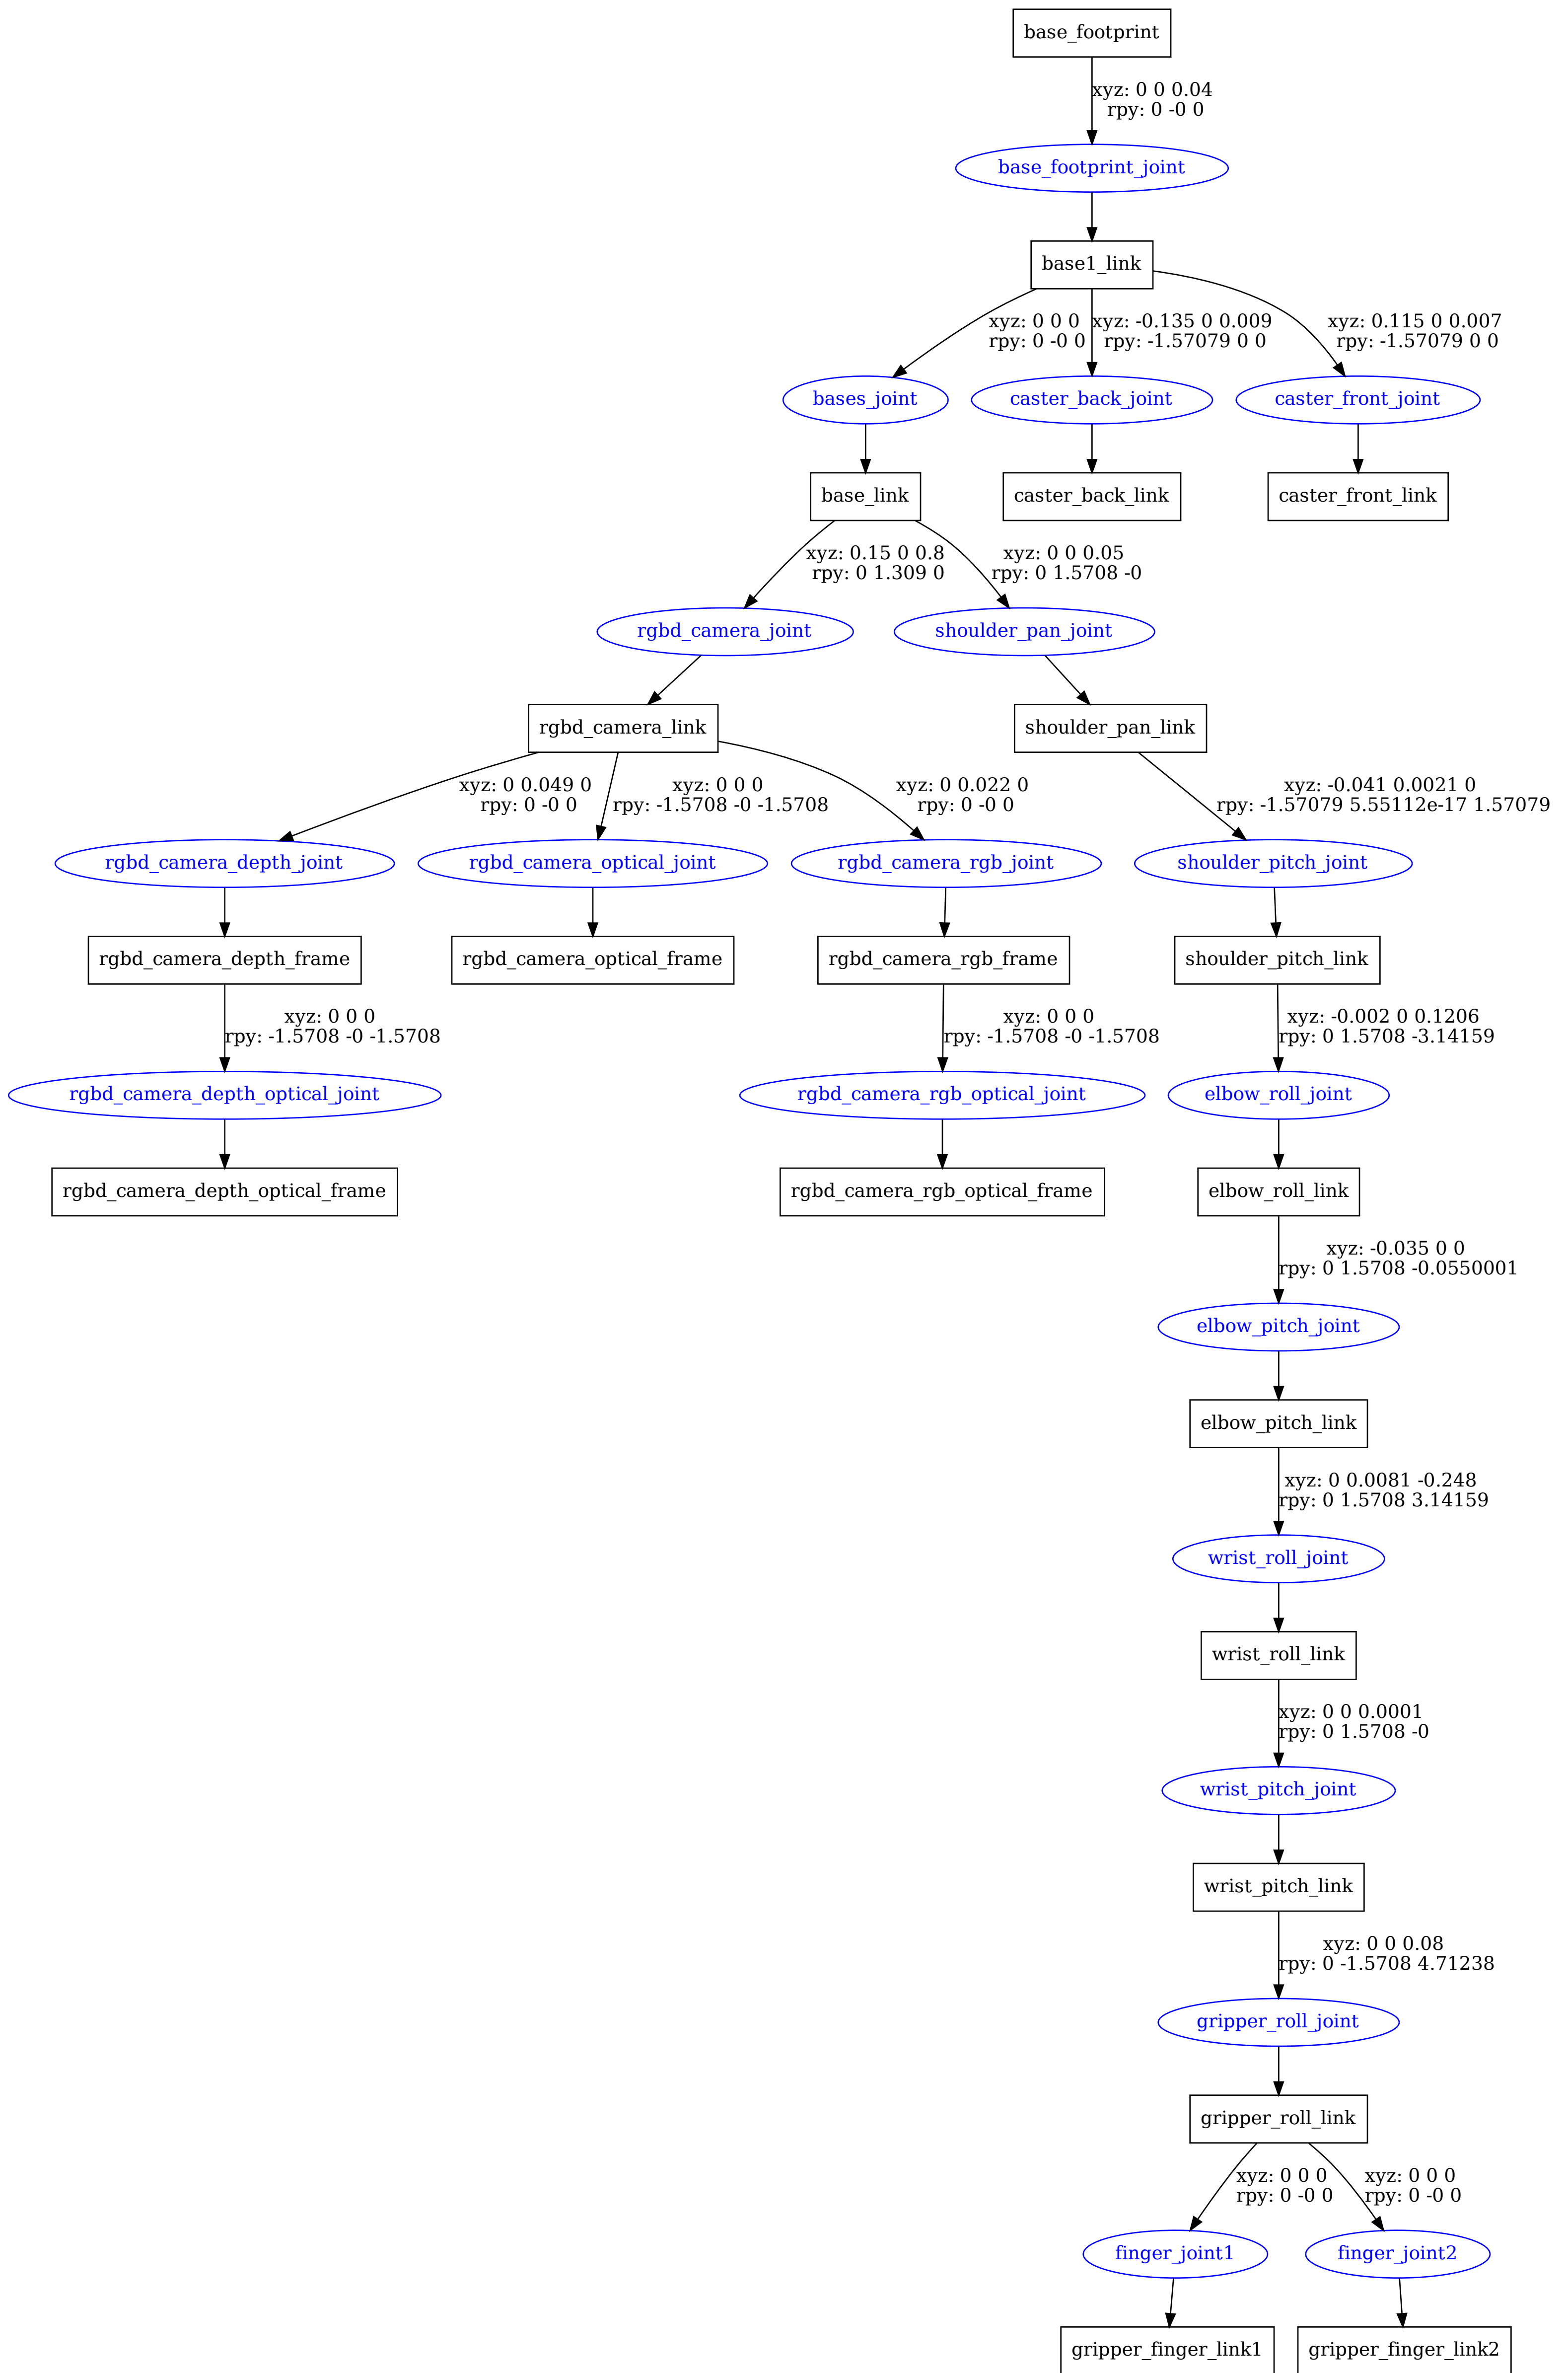 base_footprint
xyz: 0 0 0.04
rpy: 0 -0 0
base_footprint_joint
base1_link
xyz: 0 0 0
rpy: 0 -0 0
xyz: -0.135 0 0.009
rpy: -1.57079 0 0
xyz: 0.115 0 0.007
rpy: -1.57079 0 0
bases_joint
caster_back_joint
caster_front_joint
base_link
caster_back_link
caster_front_link
xyz: 0.15 0 0.8
rpy: 0 1.309 0
xyz: 0 0 0.05
rpy: 0 1.5708 -0
rgbd_camera_joint
shoulder_pan_joint
rgbd_camera_link
shoulder_pan_link
xyz: 0 0.049 0
rpy: 0 -0 0
xyz: 0 0 0
rpy: -1.5708 -0 -1.5708
xyz: 0 0.022 0
rpy: 0 -0 0
xyz: -0.041 0.0021 0
rpy: -1.57079 5.55112e-17 1.57079
rgbd_camera_depth_joint
rgbd_camera_optical_joint
rgbd_camera_rgb_joint
shoulder_pitch_joint
rgbd_camera_depth_frame
rgbd_camera_optical_frame
rgbd_camera_rgb_frame
shoulder_pitch_link
xyz: 0 0 0
rpy: -1.5708 -0 -1.5708
xyz: 0 0 0
rpy: -1.5708 -0 -1.5708
xyz: -0.002 0 0.1206
rpy: 0 1.5708 -3.14159
rgbd_camera_depth_optical_joint
rgbd_camera_rgb_optical_joint
elbow_roll_joint
rgbd_camera_depth_optical_frame
rgbd_camera_rgb_optical_frame
elbow_roll_link
xyz: -0.035 0 0
rpy: 0 1.5708 -0.0550001
elbow_pitch_joint
elbow_pitch_link
xyz: 0 0.0081 -0.248
rpy: 0 1.5708 3.14159
wrist_roll_joint
wrist_roll_link
xyz: 0 0 0.0001
rpy: 0 1.5708 -0
wrist_pitch_joint
wrist_pitch_link
xyz: 0 0 0.08
rpy: 0 -1.5708 4.71238
gripper_roll_joint
gripper_roll_link
xyz: 0 0 0
rpy: 0 -0 0
xyz: 0 0 0
rpy: 0 -0 0
finger_joint1
finger_joint2
gripper_finger_link1
gripper_finger_link2